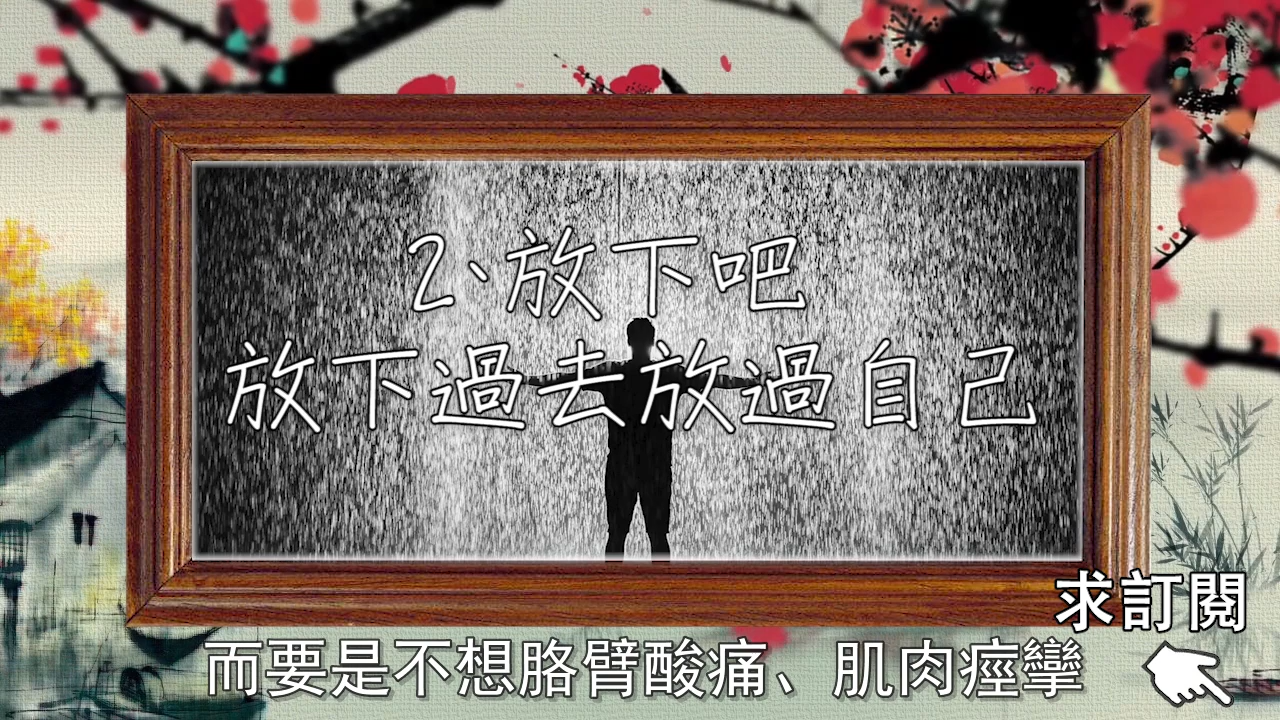 2、放下吧
放下過去放過自己
求訂閱
而要是不想胳臂酸痛、肌肉痙攣